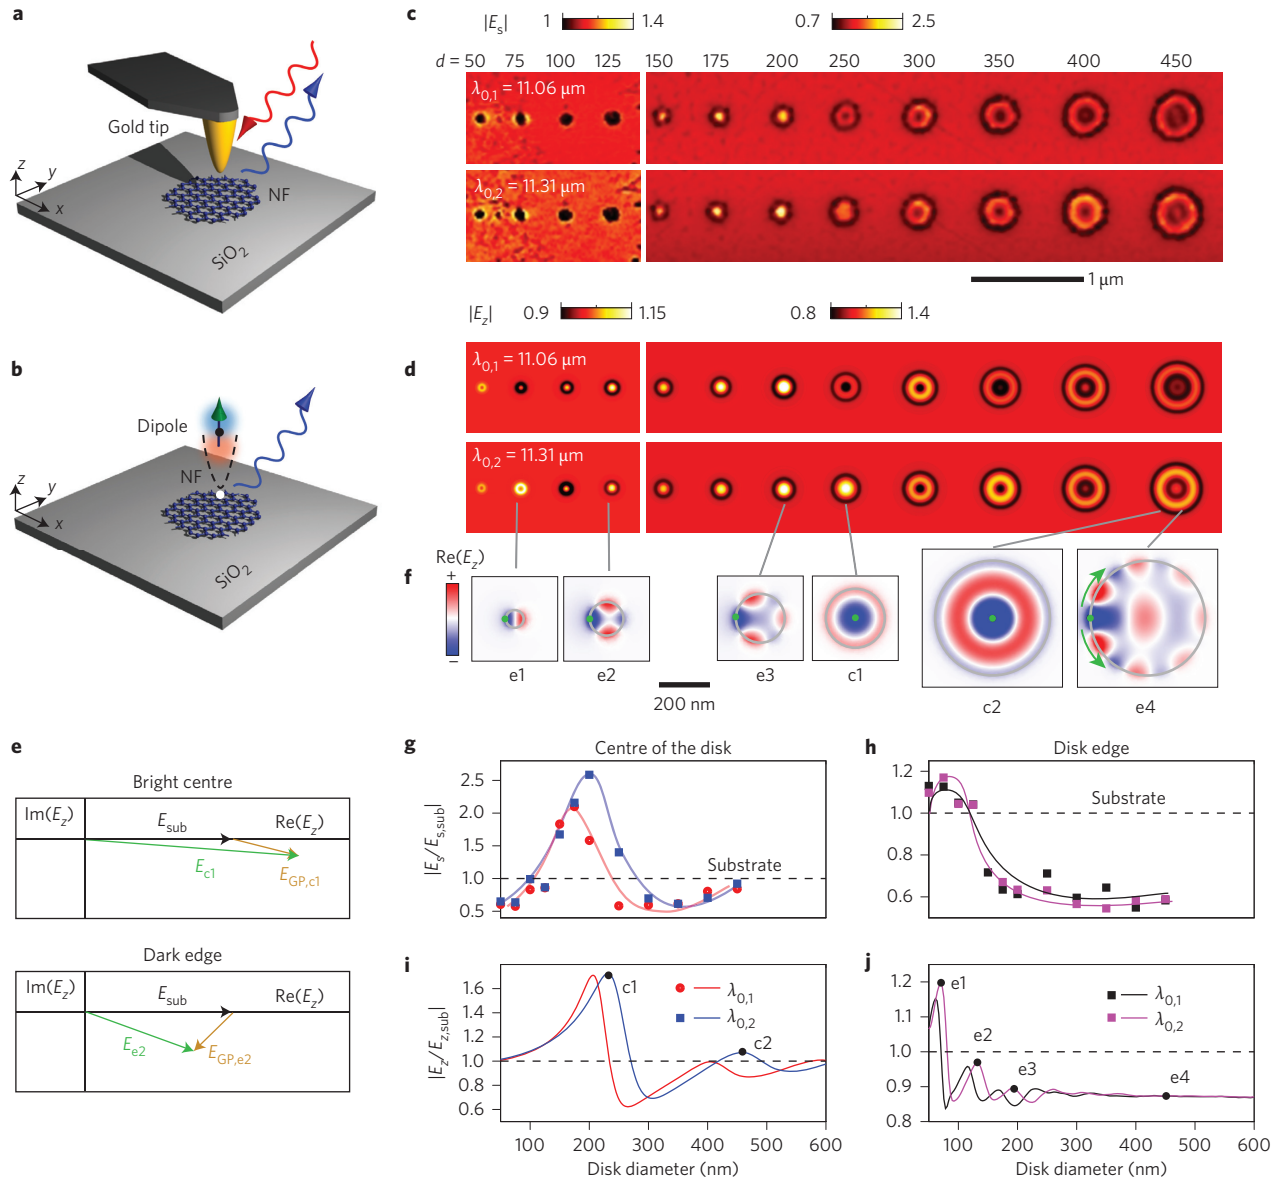 a
Gold tip
NF
z
y
x
SiO2
b
Dipole
NF
z
y
x
SiO2
c
|Es| 1 1.4 0.7 2.5
d = 50 75 100 125 150 175 200 250 300 350 400 450
λ0,1 = 11.06 μm
λ0,2 = 11.31 μm
1 μm
|Ez| 0.9 1.15 0.8 1.4
d
λ0,1 = 11.06 μm
λ0,2 = 11.31 μm
Re(Ez)
+
−
f
e1 e2 e3 c1 c2 e4
200 nm
e
Bright centre
Im(Ez) Esub Re(Ez)
Ec1 EGP,c1
Dark edge
Im(Ez) Esub Re(Ez)
Ee2 EGP,e2
g
Centre of the disk
|Es/Es,sub|
2.5
2.0
1.5
1.0
0.5
Substrate
h
Disk edge
1.2
1.0
0.8
0.6
Substrate
i
|Ez/Ez,sub|
1.6
1.4
1.2
1.0
0.8
0.6
c1
c2
λ0,1
λ0,2
100 200 300 400 500 600
Disk diameter (nm)
j
1.2
1.0
0.9
0.8
e1
e2
e3
e4
λ0,1
λ0,2
100 200 300 400 500 600
Disk diameter (nm)